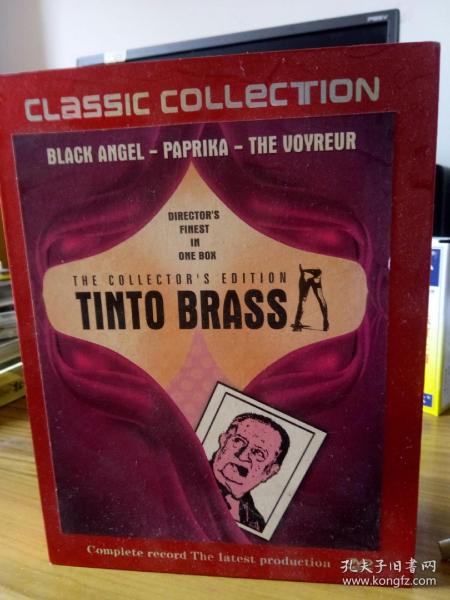 CLASSIC COLLECTION
BLACK ANGEL – PAPRIKA – THE VOYREUR
DIRECTOR'S
FINEST
IN
ONE BOX
THE COLLECTOR'S EDITION
TINTO BRASS
Complete record The latest production
孔夫子旧书网
www.kongfz.com